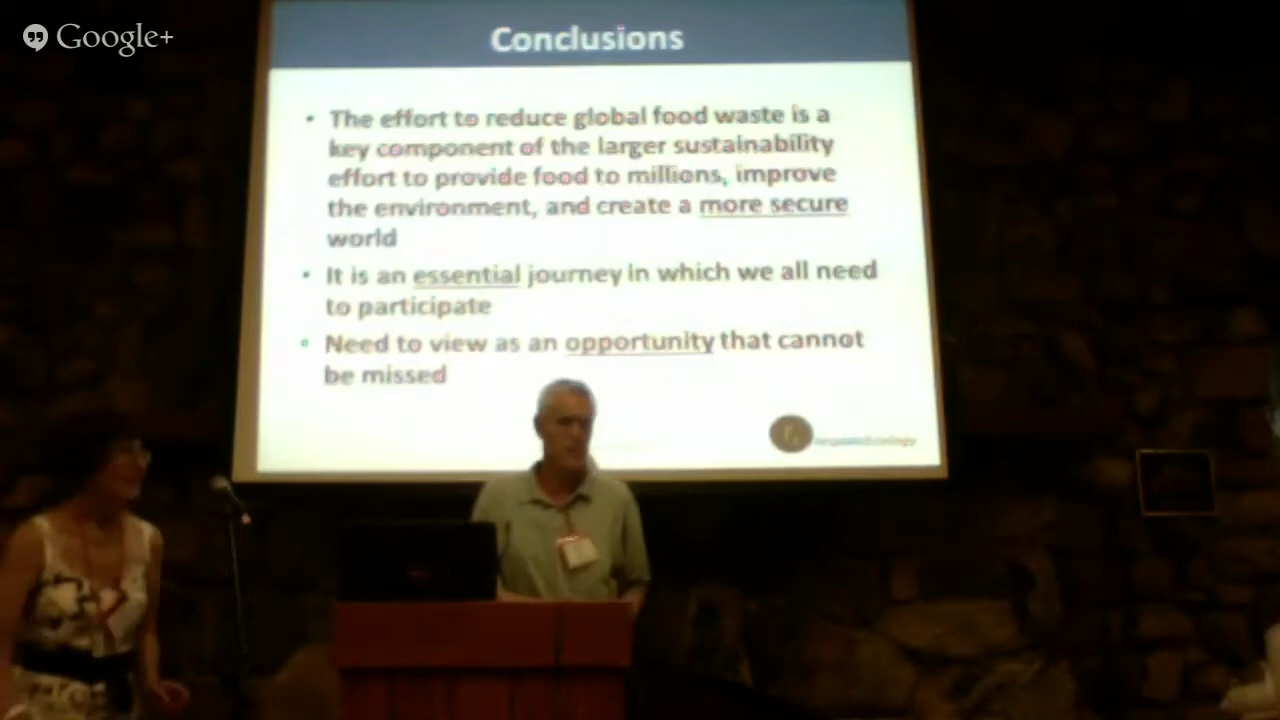 Google+
Conclusions
• The effort to reduce global food waste is a
key component of the larger sustainability
effort to provide food to millions, improve
the environment, and create a more secure
world
• It is an essential journey in which we all need
to participate
• Need to view as an opportunity that cannot
be missed